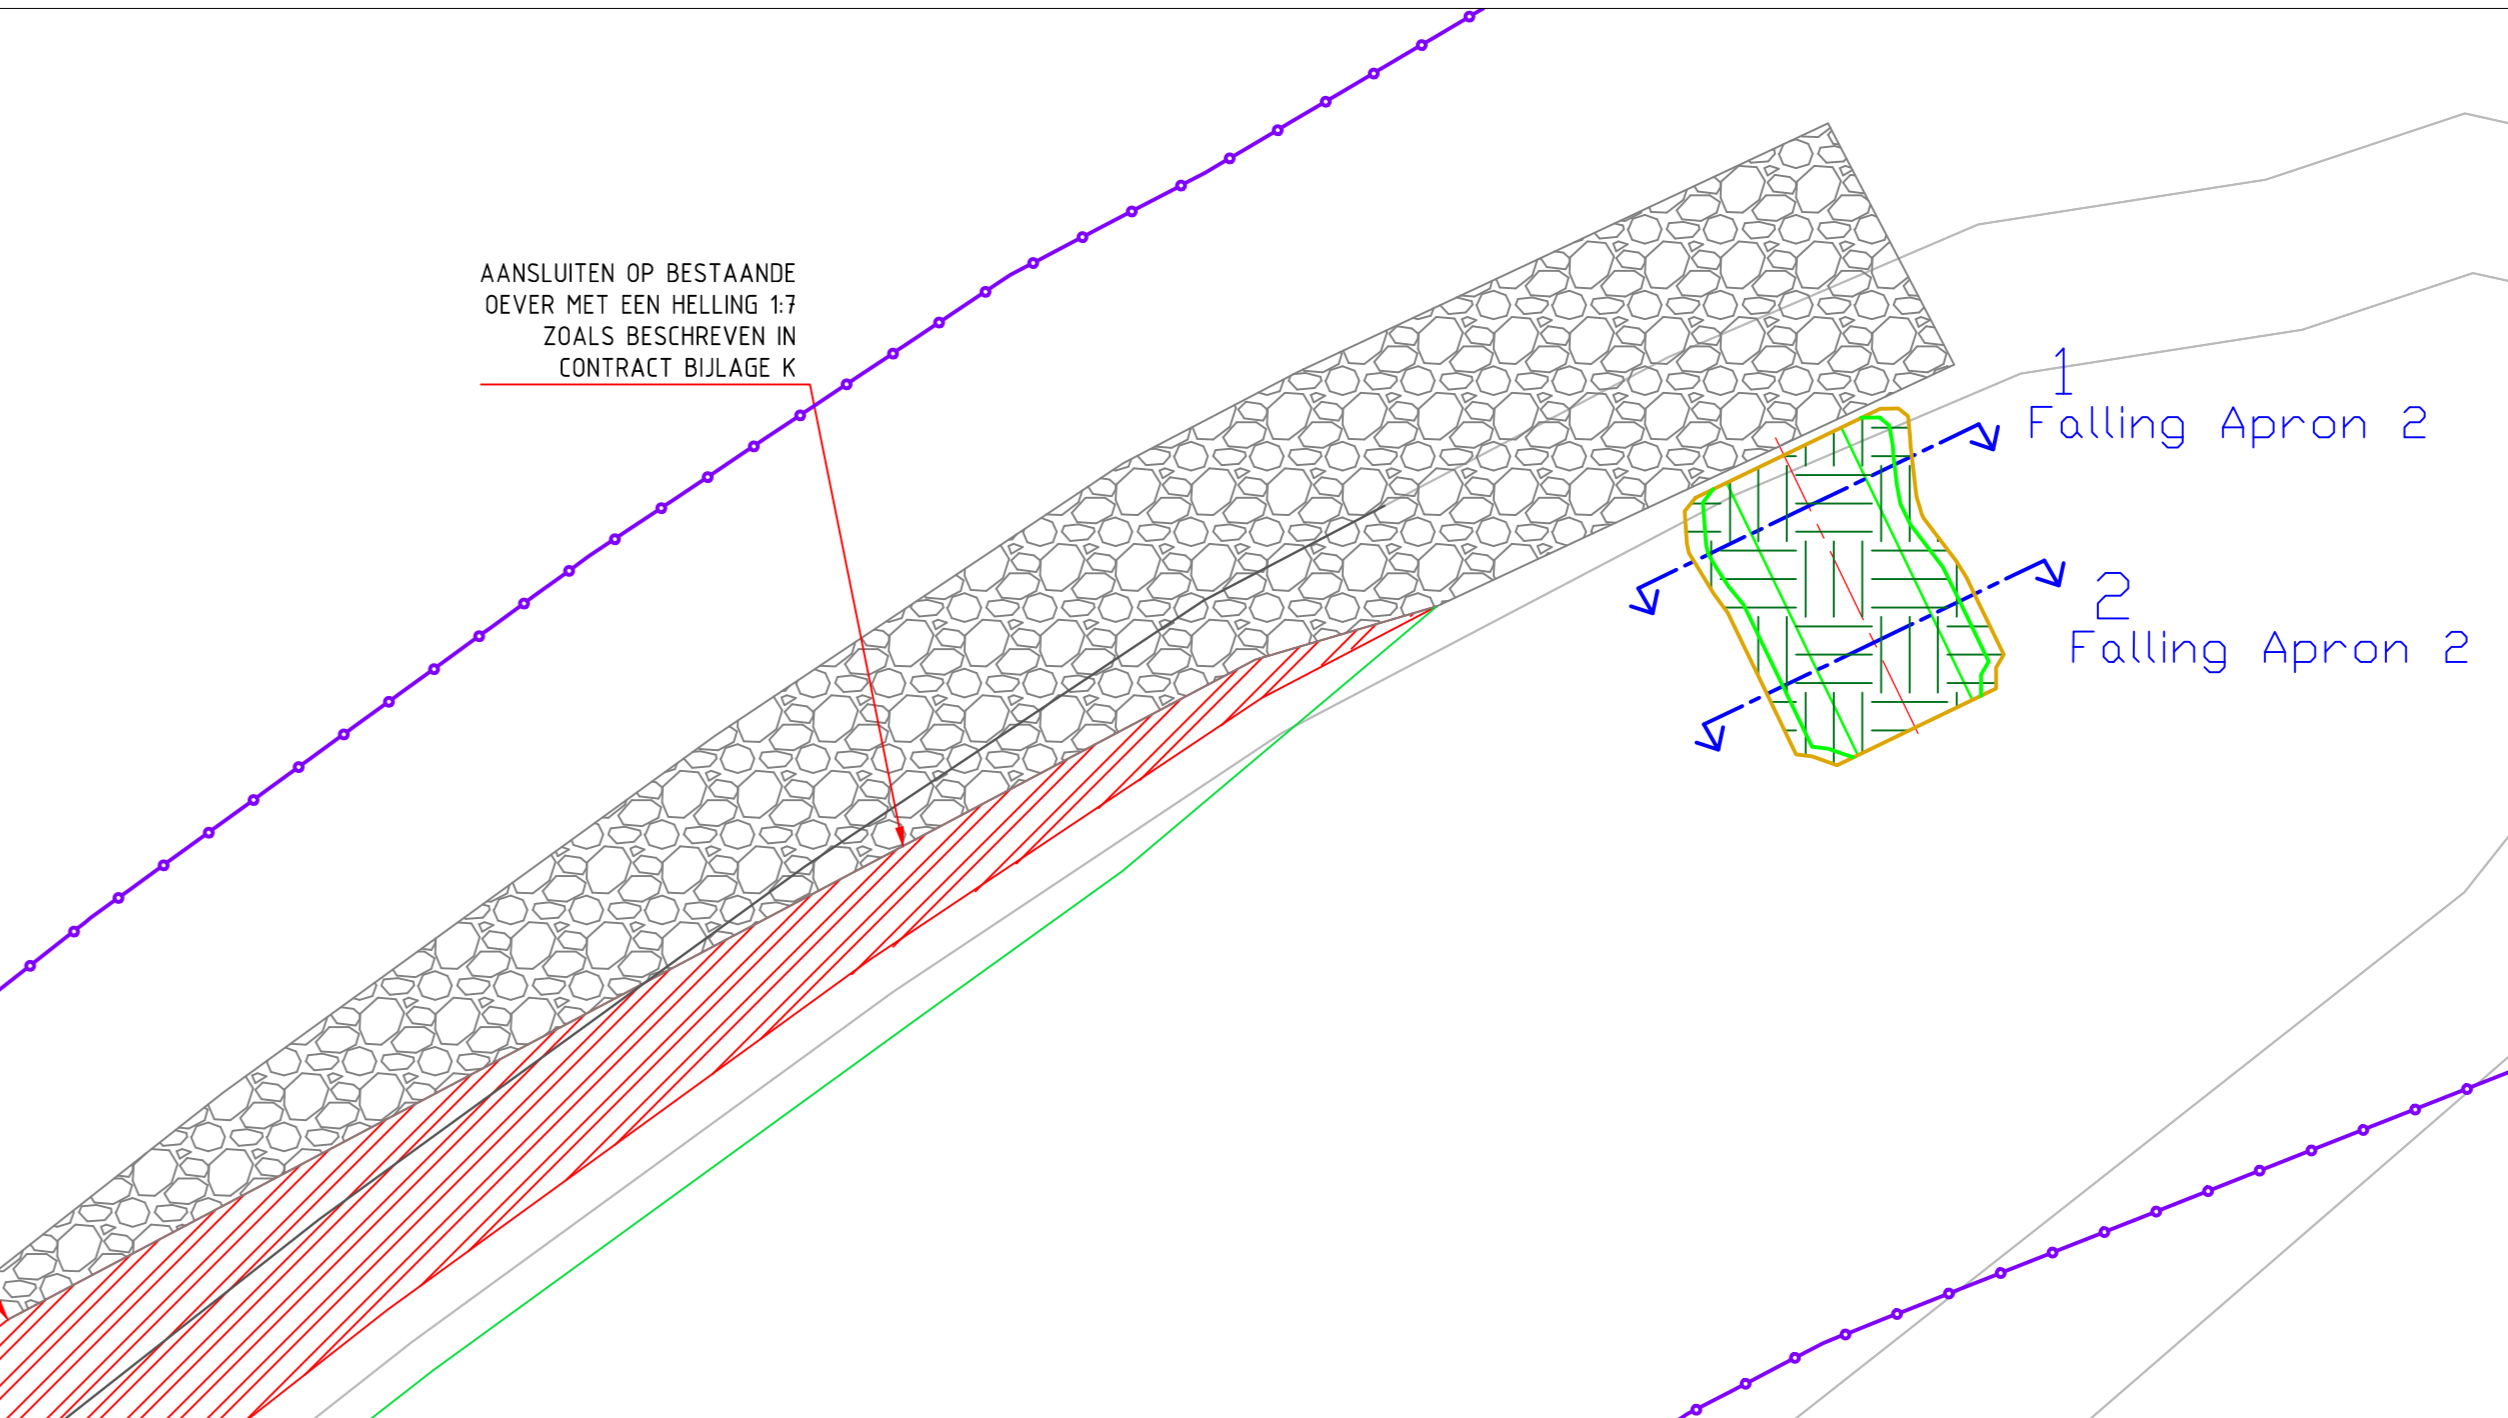 AANSLUITEN OP BESTAANDE
OEVER MET EEN HELLING 1:7
ZOALS BESCHREVEN IN
CONTRACT BIJLAGE K
1
Falling Apron 2
2
Falling Apron 2